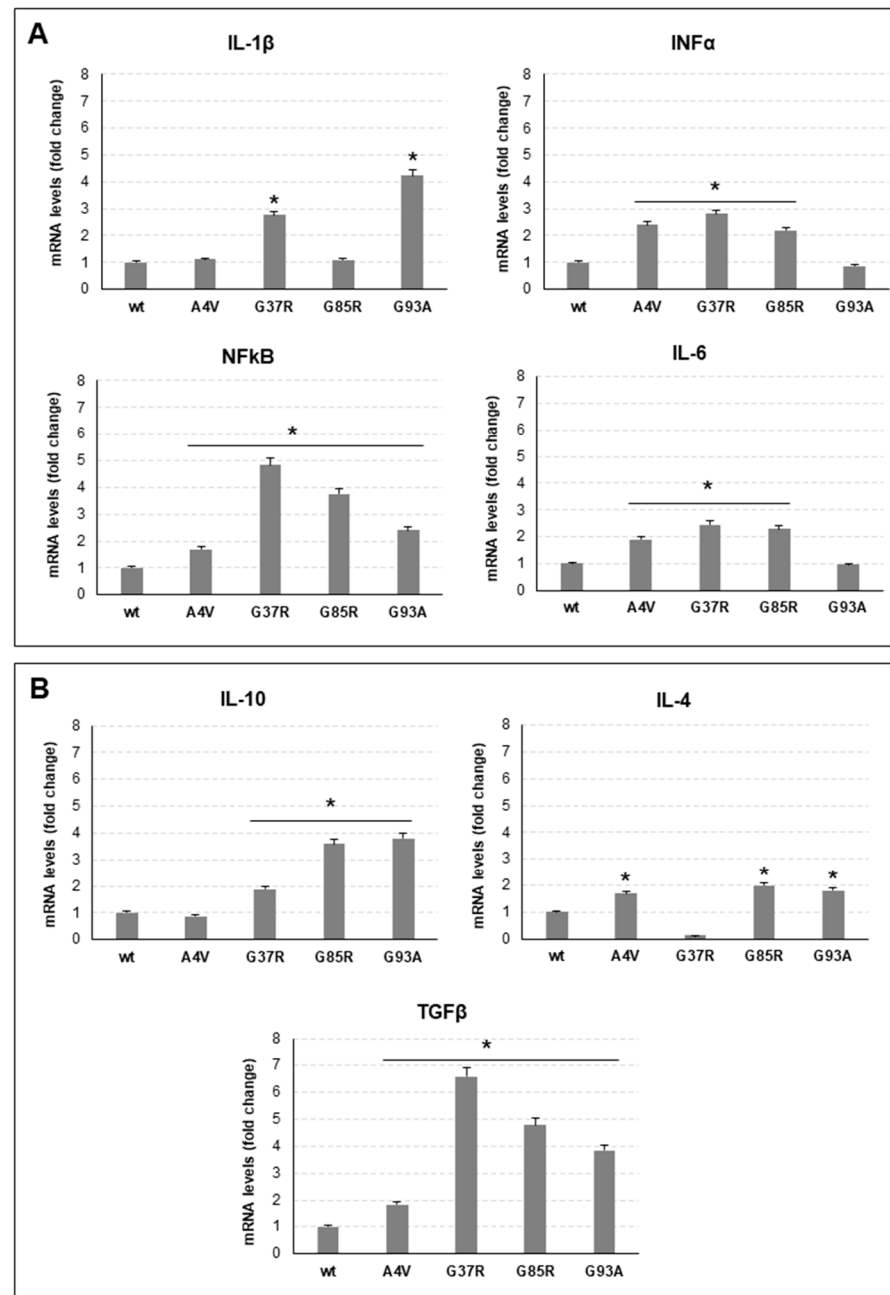 A
IL-1β
mRNA levels (fold change)
8
7
6
5
4
3
2
1
0
*
*
wt A4V G37R G85R G93A
INFα
mRNA levels (fold change)
8
7
6
5
4
3
2
1
0
*
wt A4V G37R G85R G93A
NFkB
mRNA levels (fold change)
8
7
6
5
4
3
2
1
0
*
wt A4V G37R G85R G93A
IL-6
mRNA levels (fold change)
8
7
6
5
4
3
2
1
0
*
wt A4V G37R G85R G93A
B
IL-10
mRNA levels (fold change)
8
7
6
5
4
3
2
1
0
*
wt A4V G37R G85R G93A
IL-4
mRNA levels (fold change)
8
7
6
5
4
3
2
1
0
* * *
wt A4V G37R G85R G93A
TGFβ
mRNA levels (fold change)
8
7
6
5
4
3
2
1
0
*
wt A4V G37R G85R G93A